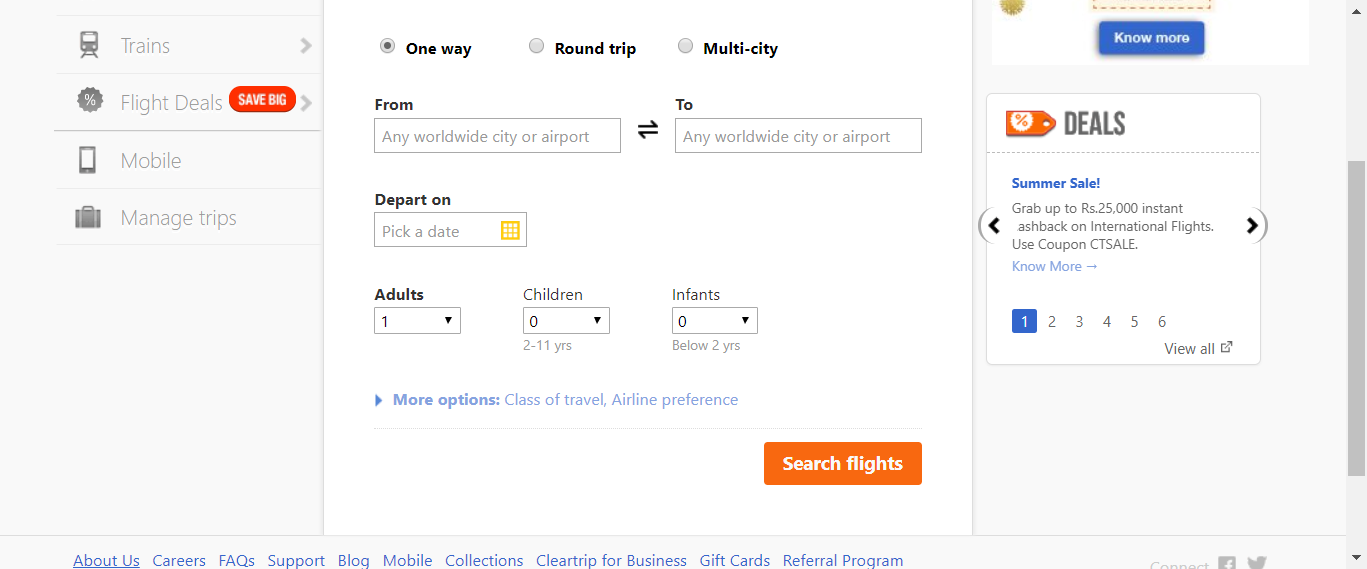 Trains
Flight Deals SAVE BIG
Mobile
Manage trips
One way Round trip Multi-city
From To
Any worldwide city or airport Any worldwide city or airport
Depart on
Pick a date
Adults Children Infants
1 0 0
2-11 yrs Below 2 yrs
More options: Class of travel, Airline preference
Search flights
Know more
% DEALS
Summer Sale!
Grab up to Rs.25,000 instant
ashback on International Flights.
Use Coupon CTSALE.
Know More →
1 2 3 4 5 6
View all
About Us Careers FAQs Support Blog Mobile Collections Cleartrip for Business Gift Cards Referral Program
Connect